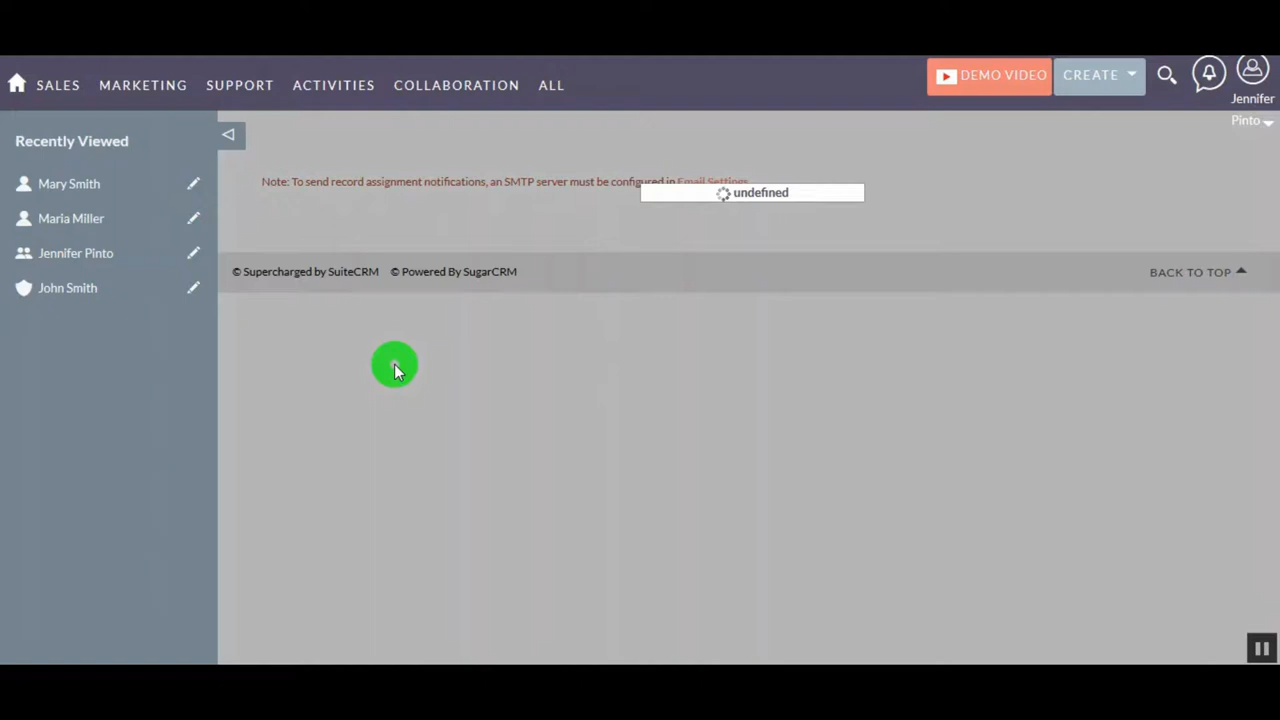 SALES MARKETING SUPPORT ACTIVITIES COLLABORATION ALL
DEMO VIDEO
CREATE
Jennifer
Pinto
Recently Viewed
Mary Smith
Maria Miller
Jennifer Pinto
John Smith
Note: To send record assignment notifications, an SMTP server must be configured in Email Settings.
undefined
© Supercharged by SuiteCRM © Powered By SugarCRM
BACK TO TOP